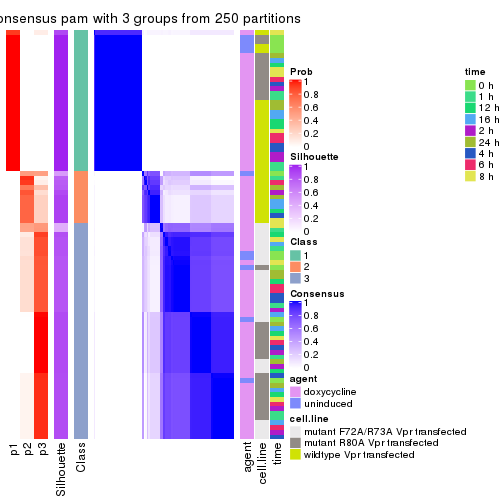 onsensus pam with 3 groups from 250 partitions
p1
p2
p3
Silhouette
Class
agent
cell.line
time
Prob
1
0.8
0.6
0.4
0.2
0
Silhouette
1
0.8
0.6
0.4
0.2
0
Class
1
2
3
Consensus
1
0.8
0.6
0.4
0.2
0
agent
doxycycline
uninduced
cell.line
mutant F72A/R73A Vpr transfected
mutant R80A Vpr transfected
wildtype Vpr transfected
time
0 h
1 h
12 h
16 h
2 h
24 h
4 h
6 h
8 h